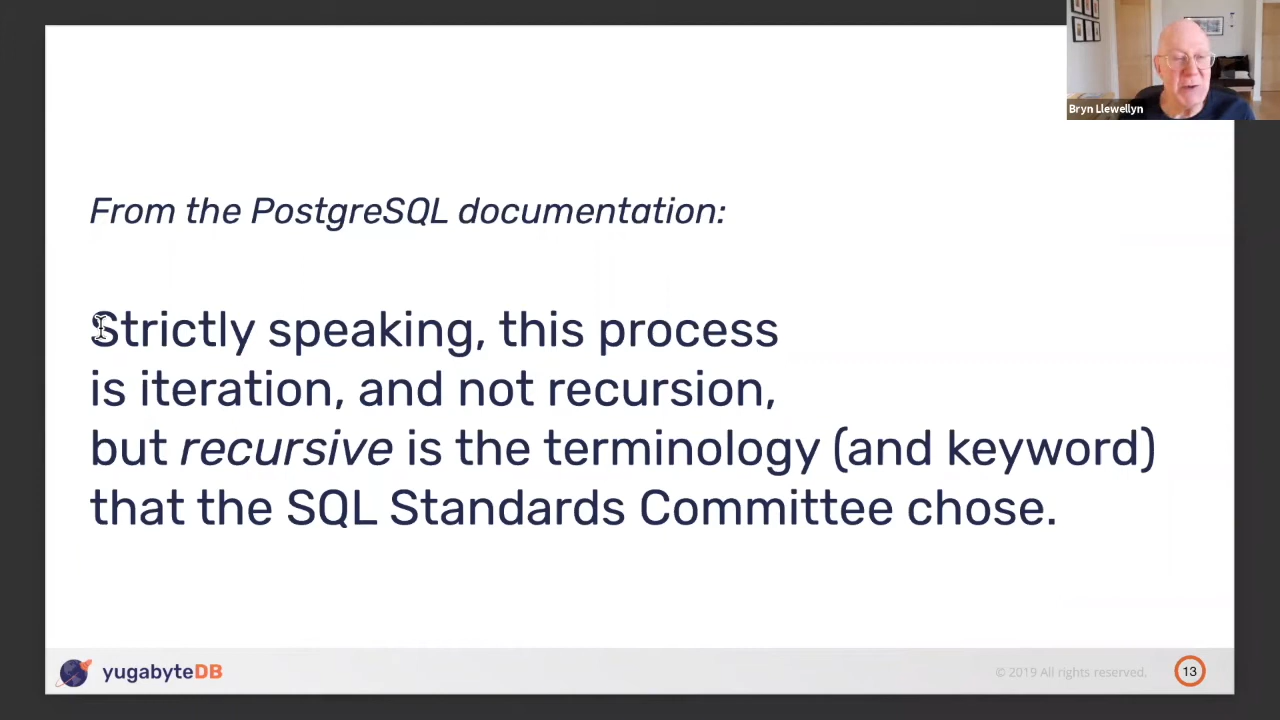 Bryn Llewellyn
From the PostgreSQL documentation:
Strictly speaking, this process
is iteration, and not recursion,
but recursive is the terminology (and keyword)
that the SQL Standards Committee chose.
yugabyteDB
© 2019 All rights reserved.
13